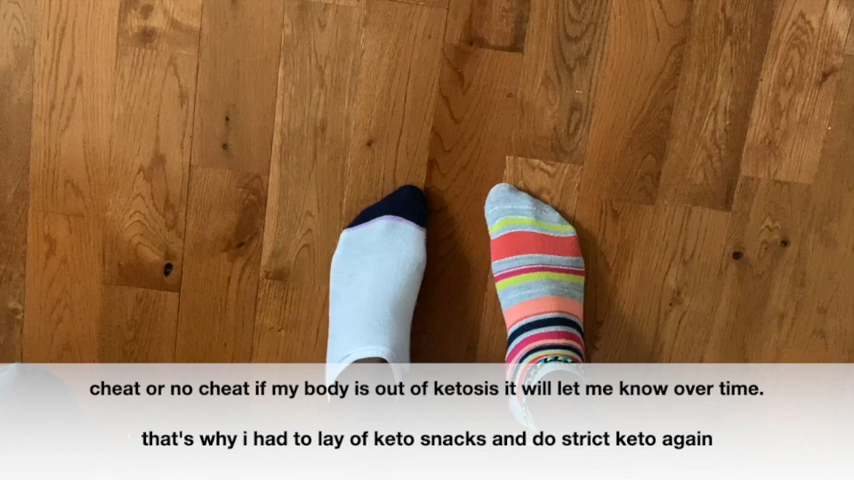 cheat or no cheat if my body is out of ketosis it will let me know over time.
that's why i had to lay of keto snacks and do strict keto again